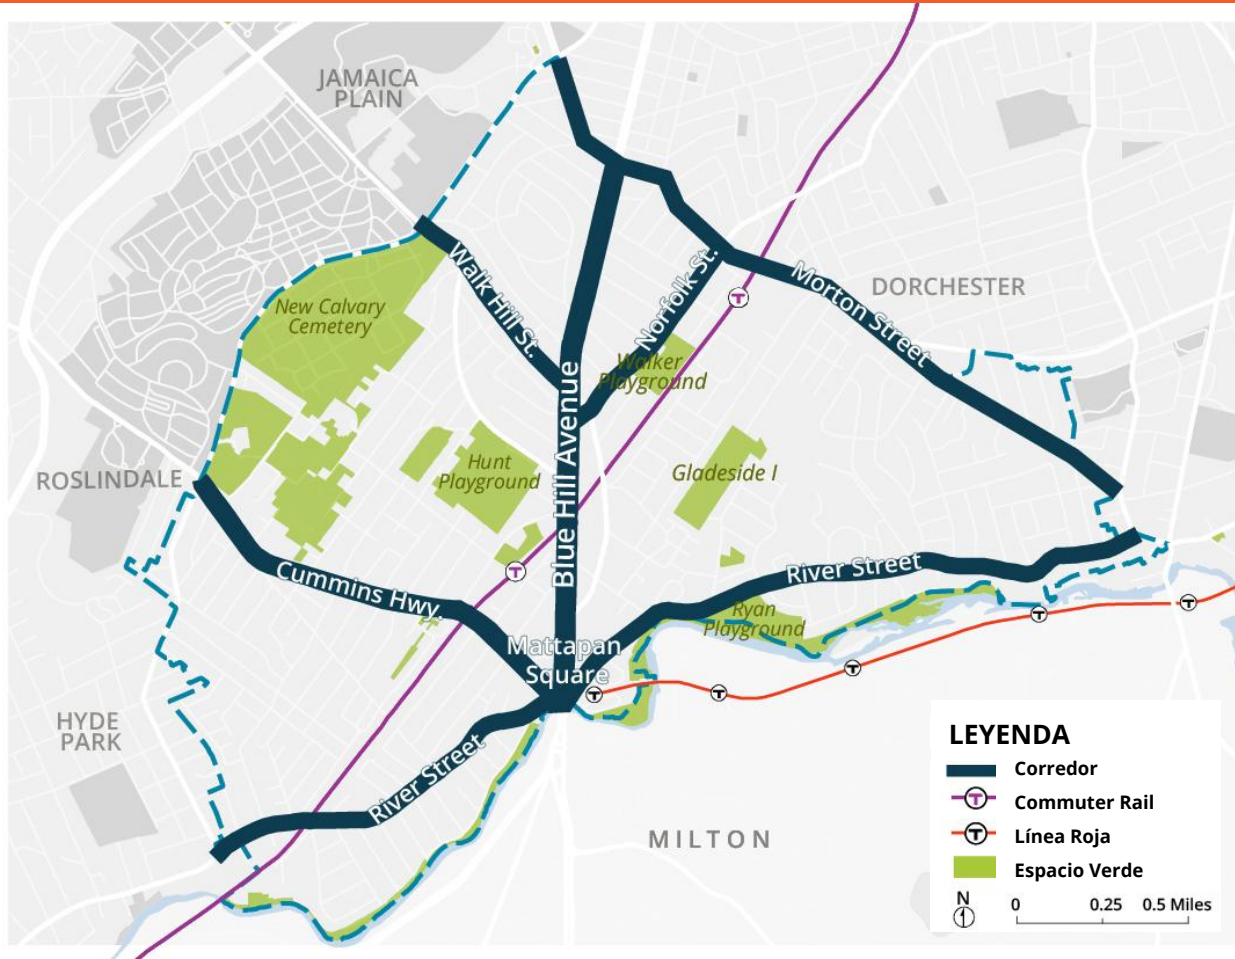 JAMAICA
PLAIN
Walk Hill St.
New Calvary
Cemetery
Norfolk St.
Morton Street
DORCHESTER
Walker
Playground
Blue Hill Avenue
ROSLINDALE
Hunt
Playground
Gladeside I
Cummins Hwy.
River Street
Ryan
Playground
Mattapan
Square
T
T
T
T
T
T
T
HYDE
PARK
River Street
MILTON
LEYENDA
Corredor
T Commuter Rail
T Línea Roja
Espacio Verde
N
0 0.25 0.5 Miles